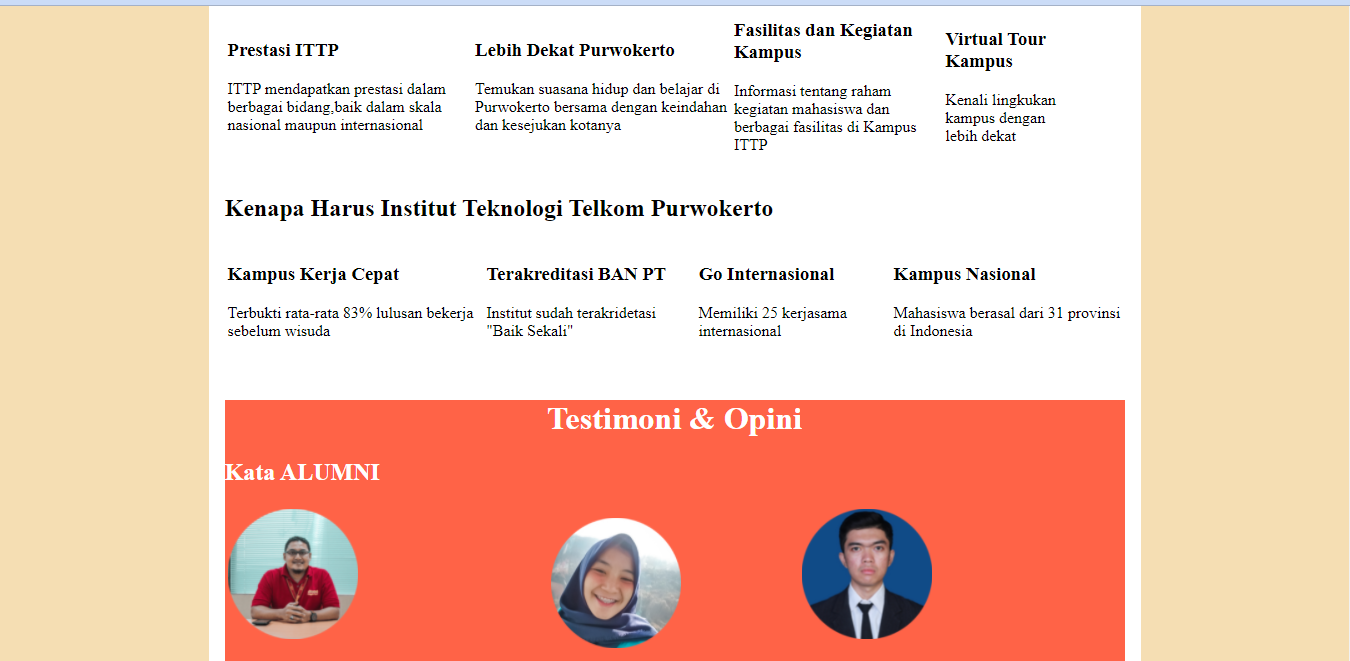 Prestasi ITTP
ITTP mendapatkan prestasi dalam
berbagai bidang,baik dalam skala
nasional maupun internasional
Lebih Dekat Purwokerto
Temukan suasana hidup dan belajar di
Purwokerto bersama dengan keindahan
dan kesejukan kotanya
Fasilitas dan Kegiatan
Kampus
Informasi tentang raham
kegiatan mahasiswa dan
berbagai fasilitas di Kampus
ITTP
Virtual Tour
Kampus
Kenali lingkukan
kampus dengan
lebih dekat
Kenapa Harus Institut Teknologi Telkom Purwokerto
Kampus Kerja Cepat
Terbukti rata-rata 83% lulusan bekerja
sebelum wisuda
Terakreditasi BAN PT
Institut sudah terakridetasi
"Baik Sekali"
Go Internasional
Memiliki 25 kerjasama
internasional
Kampus Nasional
Mahasiswa berasal dari 31 provinsi
di Indonesia
Testimoni & Opini
Kata ALUMNI